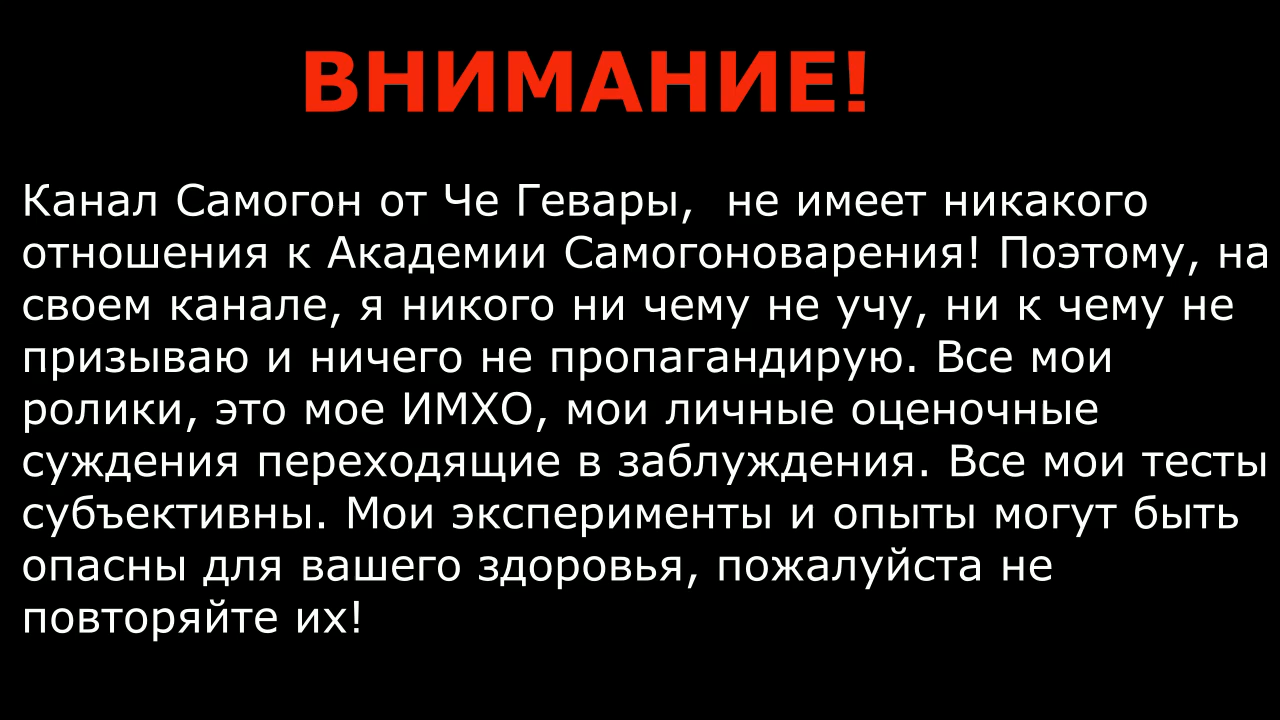 ВНИМАНИЕ!
Канал Самогон от Че Гевары,  не имеет никакого
отношения к Академии Самогоноварения! Поэтому, на
своем канале, я никого ни чему не учу, ни к чему не
призываю и ничего не пропагандирую. Все мои
ролики, это мое ИМХО, мои личные оценочные
суждения переходящие в заблуждения. Все мои тесты
субъективны. Мои эксперименты и опыты могут быть
опасны для вашего здоровья, пожалуйста не
повторяйте их!